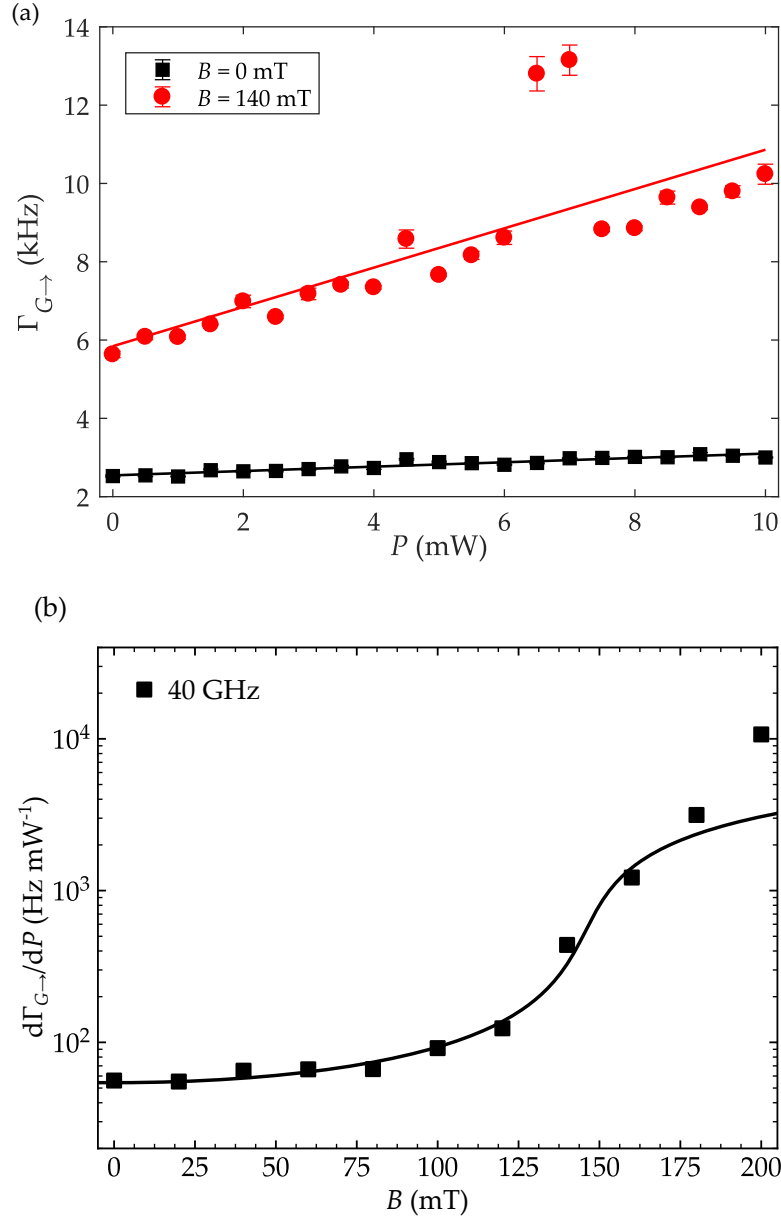 (a)
14
12
10
8
6
4
2
B = 0 mT
B = 140 mT
Γ_{G→} (kHz)
0 2 4 6 8 10
P (mW)
(b)
40 GHz
10^4
10^3
10^2
dΓ_{G→}/dP (Hz mW^{-1})
0 25 50 75 100 125 150 175 200
B (mT)